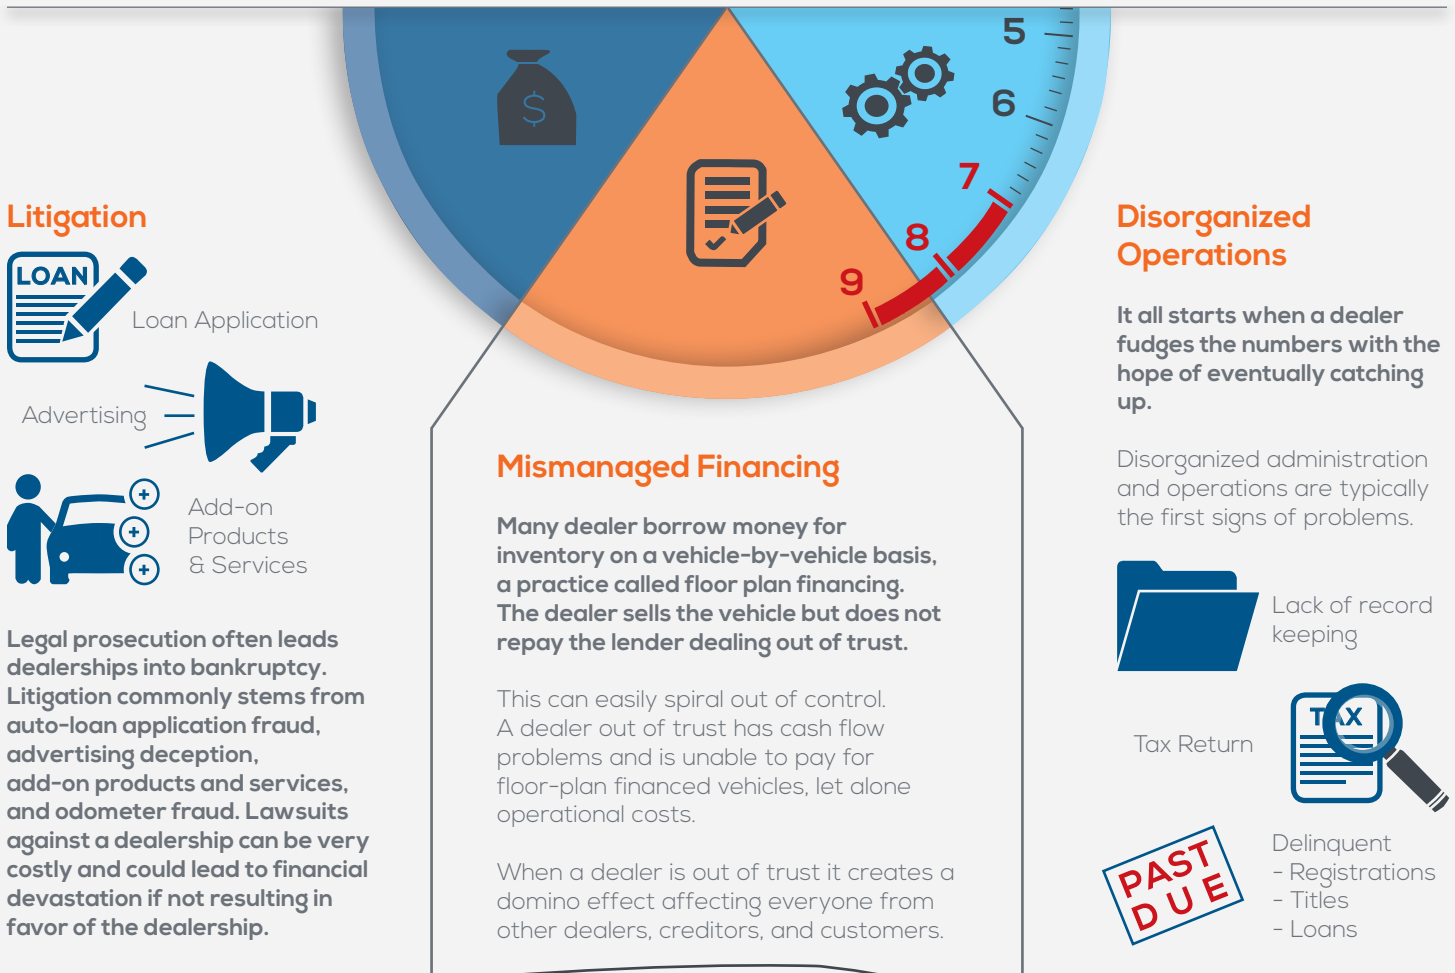 $
5
6
7
8
9
Litigation
LOAN
Loan Application
Advertising
Add-on
Products
& Services
Legal prosecution often leads
dealerships into bankruptcy.
Litigation commonly stems from
auto-loan application fraud,
advertising deception,
add-on products and services,
and odometer fraud. Lawsuits
against a dealership can be very
costly and could lead to financial
devastation if not resulting in
favor of the dealership.
Mismanaged Financing
Many dealer borrow money for
inventory on a vehicle-by-vehicle basis,
a practice called floor plan financing.
The dealer sells the vehicle but does not
repay the lender dealing out of trust.
This can easily spiral out of control.
A dealer out of trust has cash flow
problems and is unable to pay for
floor-plan financed vehicles, let alone
operational costs.
When a dealer is out of trust it creates a
domino effect affecting everyone from
other dealers, creditors, and customers.
Disorganized
Operations
It all starts when a dealer
fudges the numbers with the
hope of eventually catching
up.
Disorganized administration
and operations are typically
the first signs of problems.
Lack of record
keeping
Tax Return
TAX
PAST
DUE
Delinquent
- Registrations
- Titles
- Loans